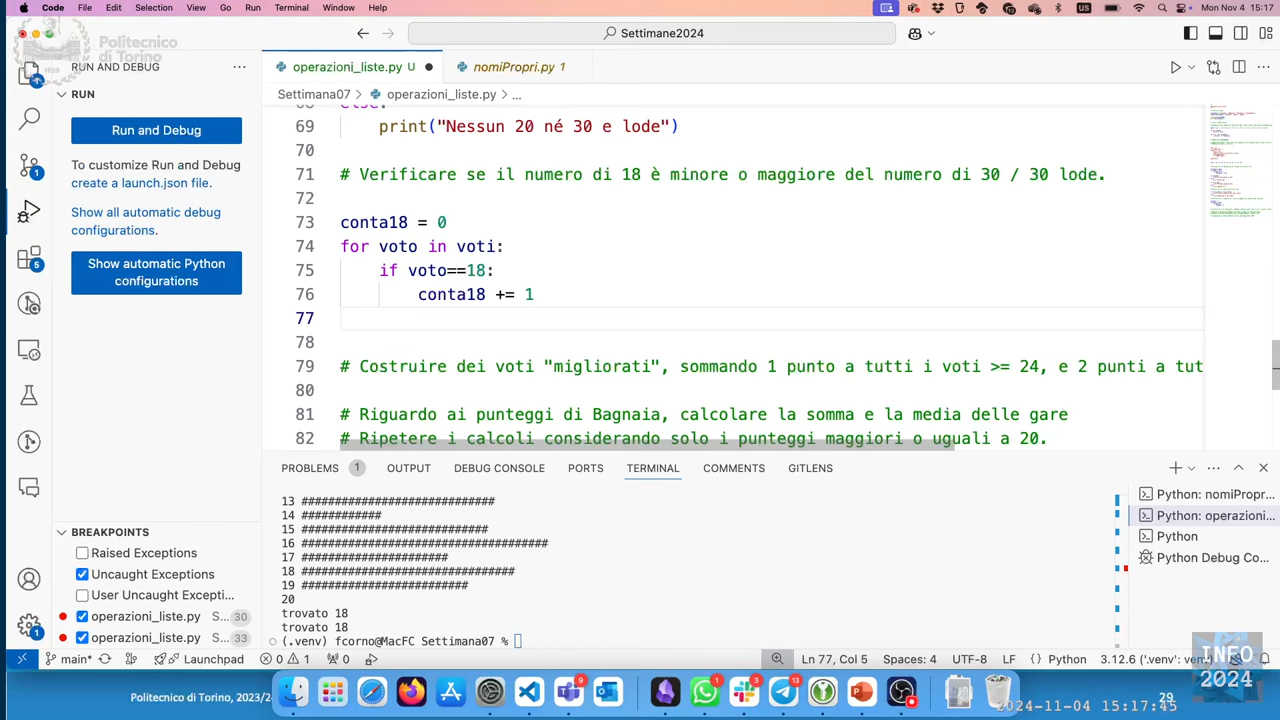 Code File Edit Selection View Go Run Terminal Window Help Mon Nov 4 15:17
Politecnico
di Torino
1859
Settimane2024
RUN AND DEBUG
RUN
Run and Debug
To customize Run and Debug
create a launch.json file.
Show all automatic debug
configurations.
Show automatic Python
configurations
BREAKPOINTS
Raised Exceptions
Uncaught Exceptions
User Uncaught Excepti...
operazioni_liste.py S... 30
operazioni_liste.py S... 33
operazioni_liste.py U
nomiPropri.py 1
Settimana07 > operazioni_liste.py > ...
68 else:
69 print("Nessun né 30 e lode")
70
71 # Verificare se il numero di 18 è minore o maggiore del numero di 30 / 30 lode.
72
73 conta18 = 0
74 for voto in voti:
75 if voto==18:
76 conta18 += 1
77
78
79 # Costruire dei voti "migliorati", sommando 1 punto a tutti i voti >= 24, e 2 punti a tut
80
81 # Riguardo ai punteggi di Bagnaia, calcolare la somma e la media delle gare
82 # Ripetere i calcoli considerando solo i punteggi maggiori o uguali a 20.
PROBLEMS 1 OUTPUT DEBUG CONSOLE PORTS TERMINAL COMMENTS GITLENS
13 #############################
14 ############
15 ############################
16 #####################################
17 ######################
18 ################################
19 #########################
20
trovato 18
trovato 18
(.venv) fcorno@MacFC Settimana07 %
Python: nomiPropr...
Python: operazioni...
Python
Python Debug Co...
main* Launchpad 0 1 0 Ln 77, Col 5 Spaces: 4 UTF-8 LF Python 3.12.6 ('.venv': venv)
INFO
2024
Politecnico di Torino, 2023/2
29
2024-11-04 15:17:45